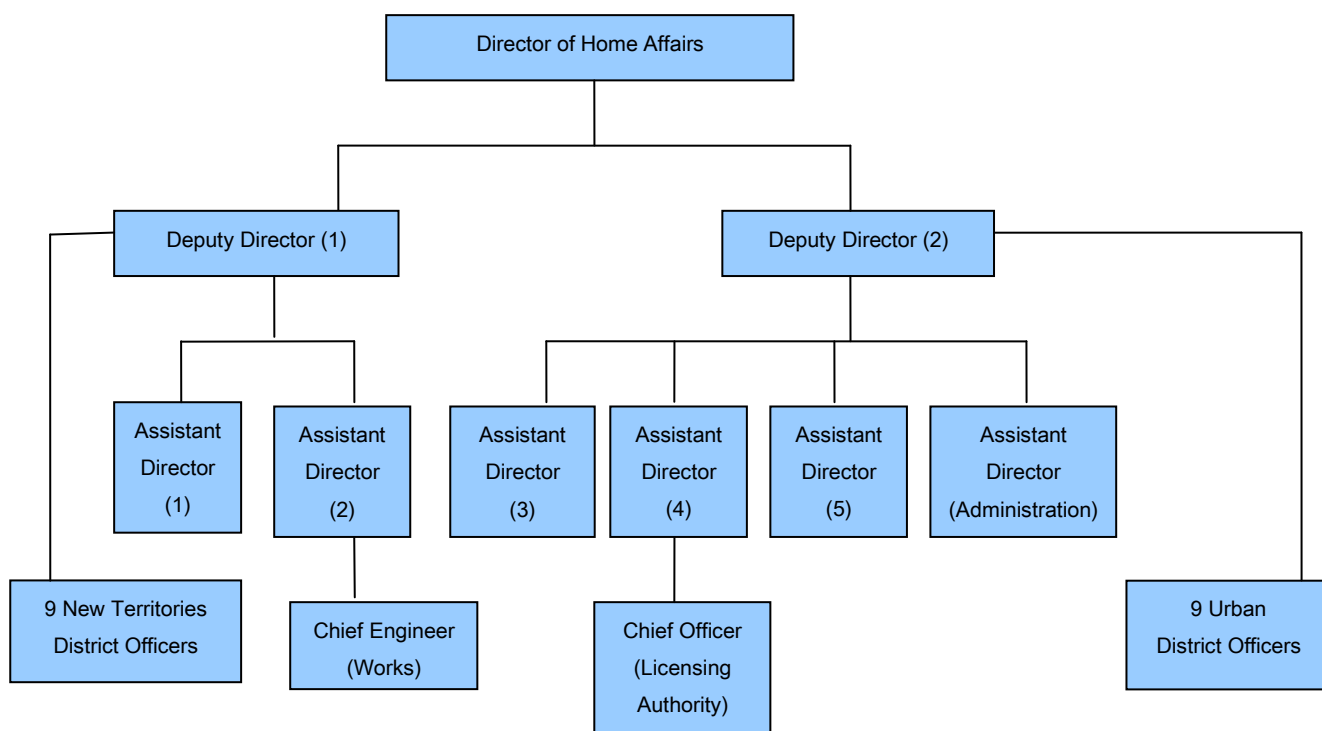 Director of Home Affairs
Deputy Director (1)
Deputy Director (2)
Assistant
Director
(1)
Assistant
Director
(2)
Assistant
Director
(3)
Assistant
Director
(4)
Assistant
Director
(5)
Assistant
Director
(Administration)
9 New Territories
District Officers
Chief Engineer
(Works)
Chief Officer
(Licensing
Authority)
9 Urban
District Officers